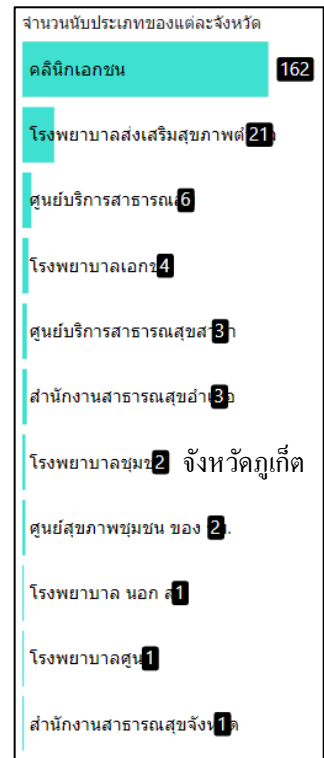 จำนวนนับประเภทของแต่ละจังหวัด
คลินิกเอกชน 162
โรงพยาบาลส่งเสริมสุขภาพตำ 21
ศูนย์บริการสาธารณสุ 6
โรงพยาบาลเอกช 4
ศูนย์บริการสาธารณสุขสา 3
สำนักงานสาธารณสุขอำ 3 อ
โรงพยาบาลชุมช 2 จังหวัดภูเก็ต
ศูนย์สุขภาพชุมชน ของ 2
โรงพยาบาล นอก ส 1
โรงพยาบาลศูน 1
สำนักงานสาธารณสุขจังห 1 ด